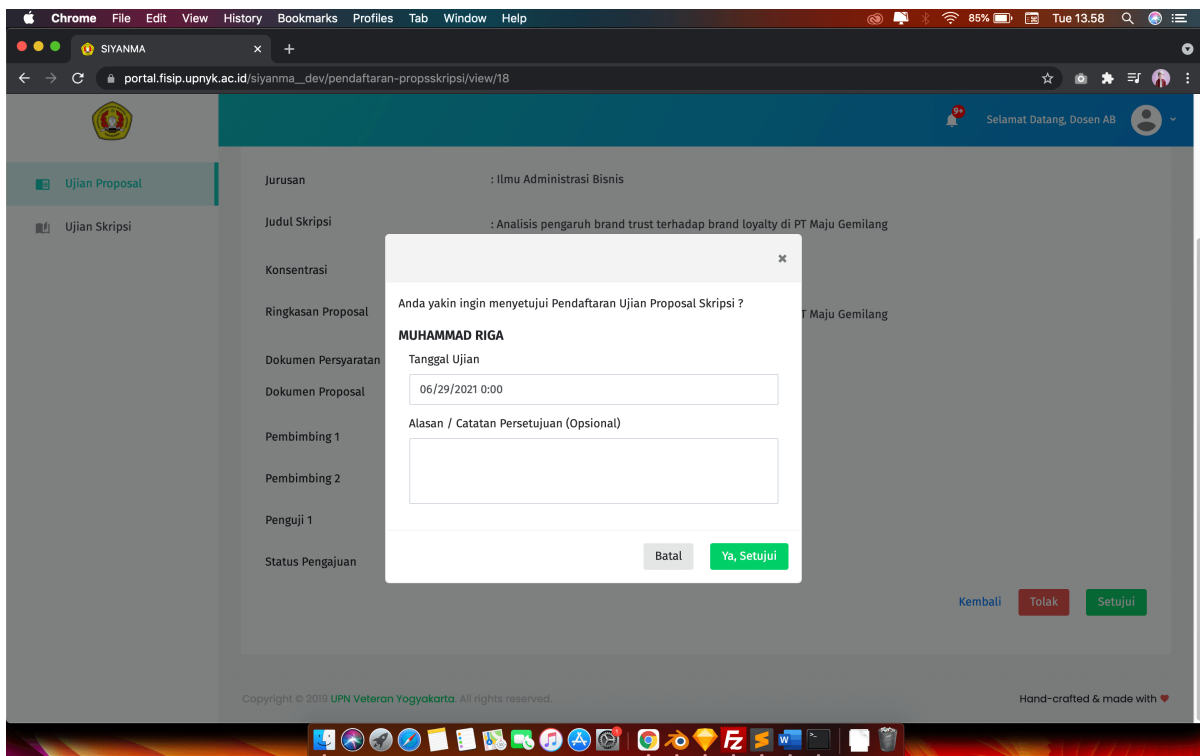 Chrome File Edit View History Bookmarks Profiles Tab Window Help 85% Tue 13.58
SIYANMA
portal.fisip.upnyk.ac.id/siyanma__dev/pendaftaran-propsskripsi/view/18
9+ Selamat Datang, Dosen AB
Ujian Proposal
Ujian Skripsi
Jurusan : Ilmu Administrasi Bisnis
Judul Skripsi : Analisis pengaruh brand trust terhadap brand loyalty di PT Maju Gemilang
Konsentrasi
Ringkasan Proposal T Maju Gemilang
Dokumen Persyaratan
Dokumen Proposal
Pembimbing 1
Pembimbing 2
Penguji 1
Status Pengajuan
Anda yakin ingin menyetujui Pendaftaran Ujian Proposal Skripsi ?
MUHAMMAD RIGA
Tanggal Ujian
06/29/2021 0:00
Alasan / Catatan Persetujuan (Opsional)
Batal Ya, Setujui
Kembali Tolak Setujui
Copyright © 2019 UPN Veteran Yogyakarta. All rights reserved. Hand-crafted & made with